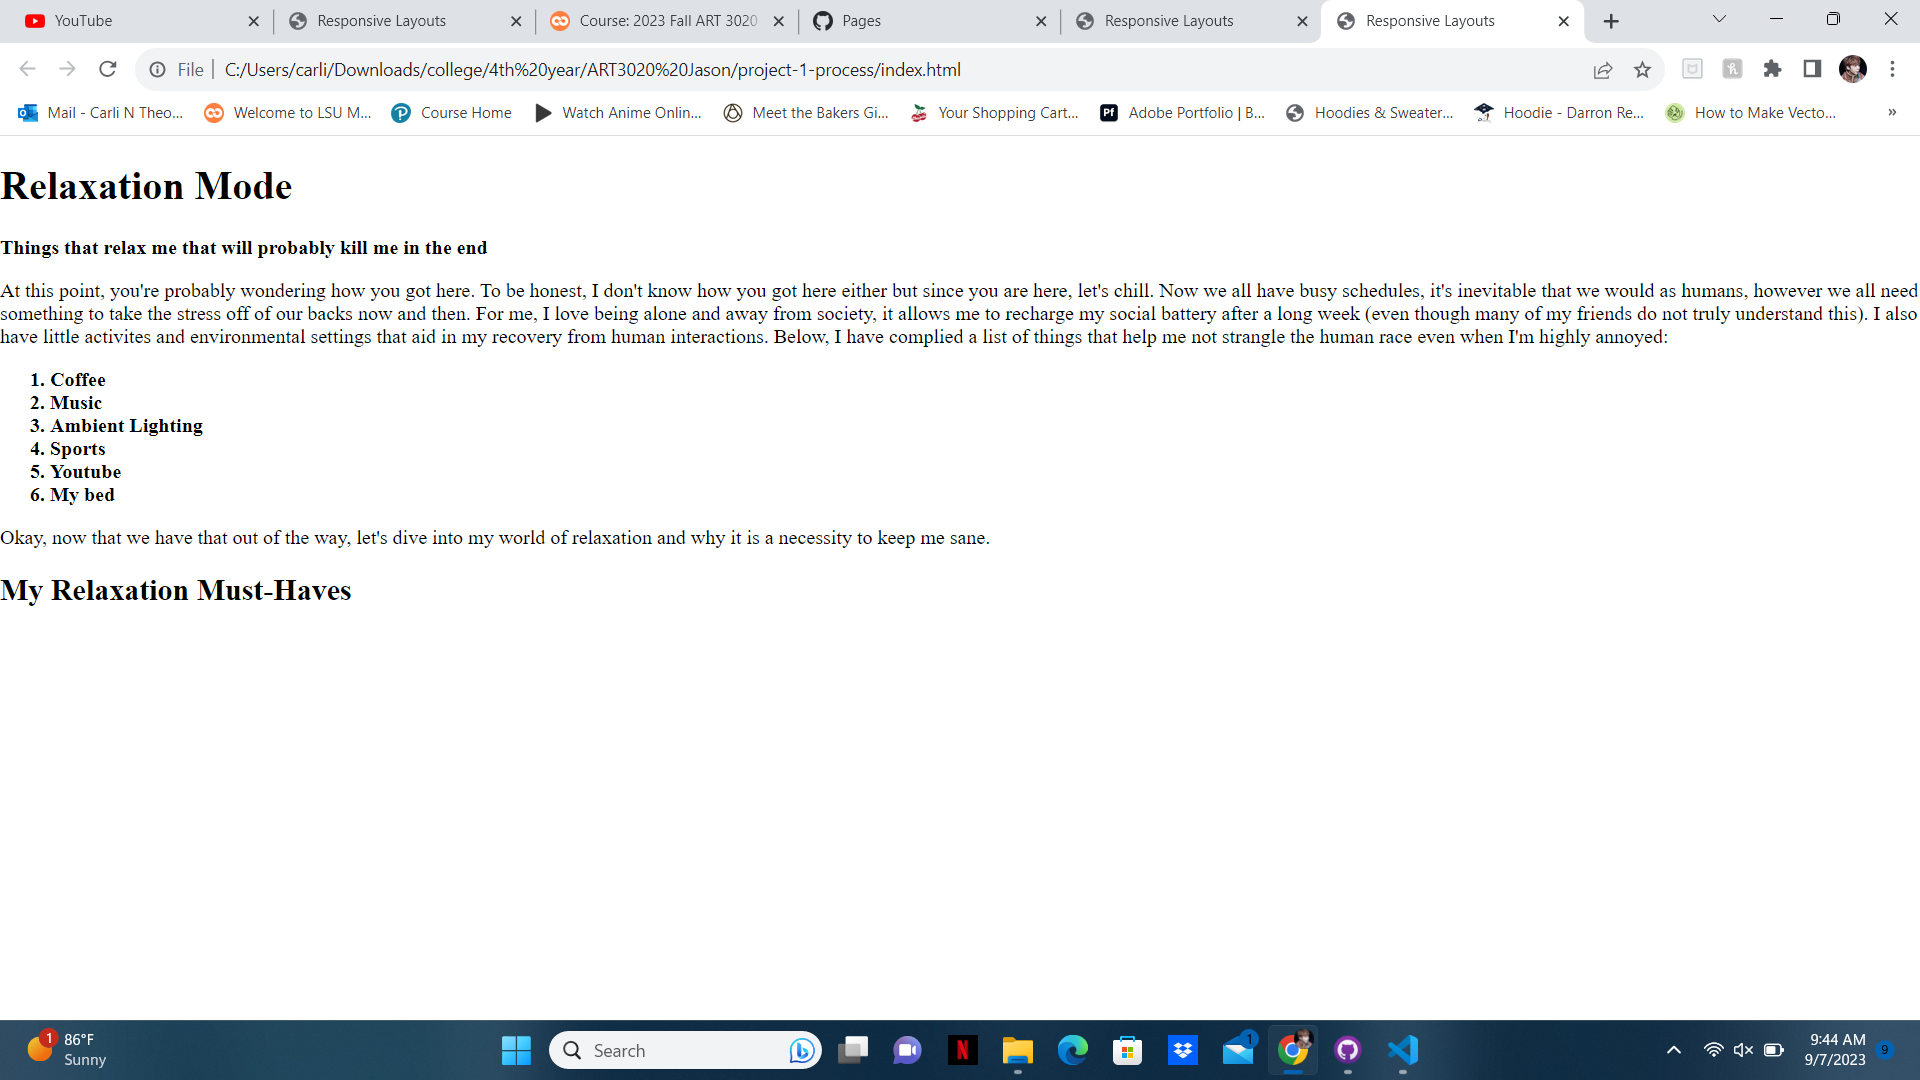 YouTube
Responsive Layouts
Course: 2023 Fall ART 3020
Pages
Responsive Layouts
Responsive Layouts
File
C:/Users/carli/Downloads/college/4th%20year/ART3020%20Jason/project-1-process/index.html
Mail - Carli N Theo...
Welcome to LSU M...
Course Home
Watch Anime Onlin...
Meet the Bakers Gi...
Your Shopping Cart...
Pf
Adobe Portfolio | B...
Hoodies & Sweater...
Hoodie - Darron Re...
How to Make Vecto...
»
Relaxation Mode
Things that relax me that will probably kill me in the end
At this point, you're probably wondering how you got here. To be honest, I don't know how you got here either but since you are here, let's chill. Now we all have busy schedules, it's inevitable that we would as humans, however we all need
something to take the stress off of our backs now and then. For me, I love being alone and away from society, it allows me to recharge my social battery after a long week (even though many of my friends do not truly understand this). I also
have little activites and environmental settings that aid in my recovery from human interactions. Below, I have complied a list of things that help me not strangle the human race even when I'm highly annoyed:
1. Coffee
2. Music
3. Ambient Lighting
4. Sports
5. Youtube
6. My bed
Okay, now that we have that out of the way, let's dive into my world of relaxation and why it is a necessity to keep me sane.
My Relaxation Must-Haves
1
86°F
Sunny
Search
N
1
9:44 AM
9/7/2023
9